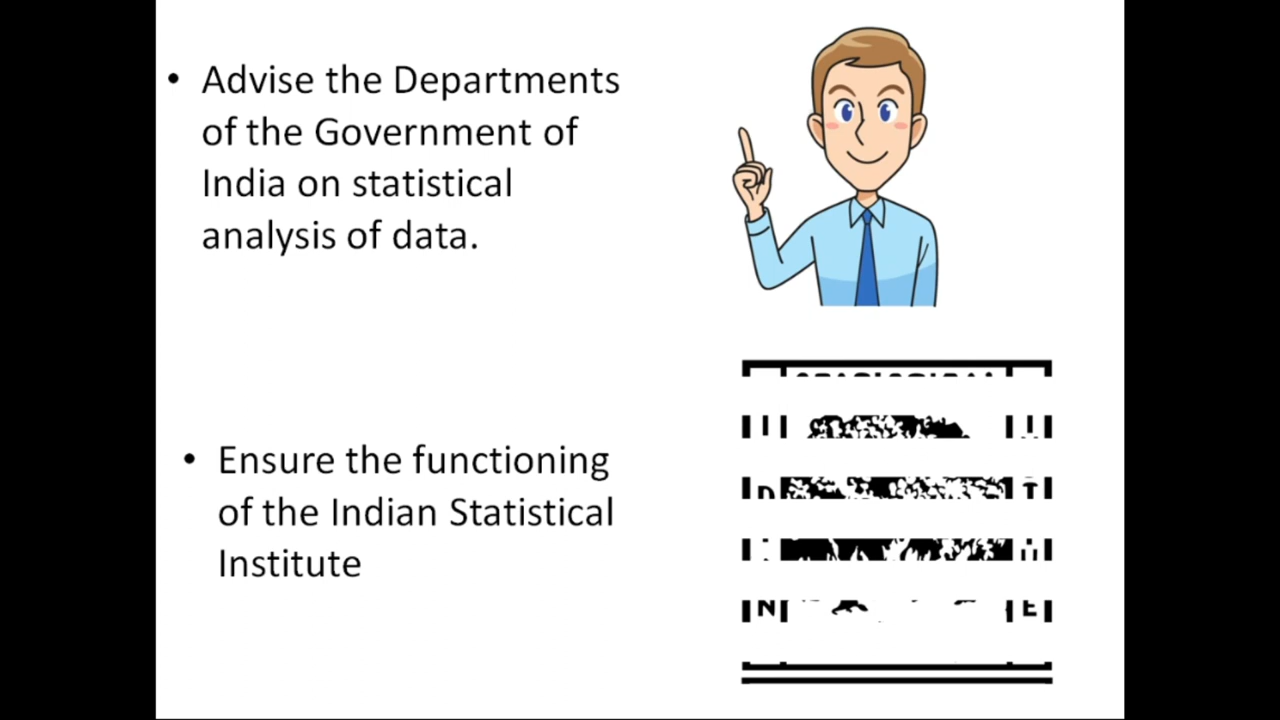 • Advise the Departments
of the Government of
India on statistical
analysis of data.
• Ensure the functioning
of the Indian Statistical
Institute